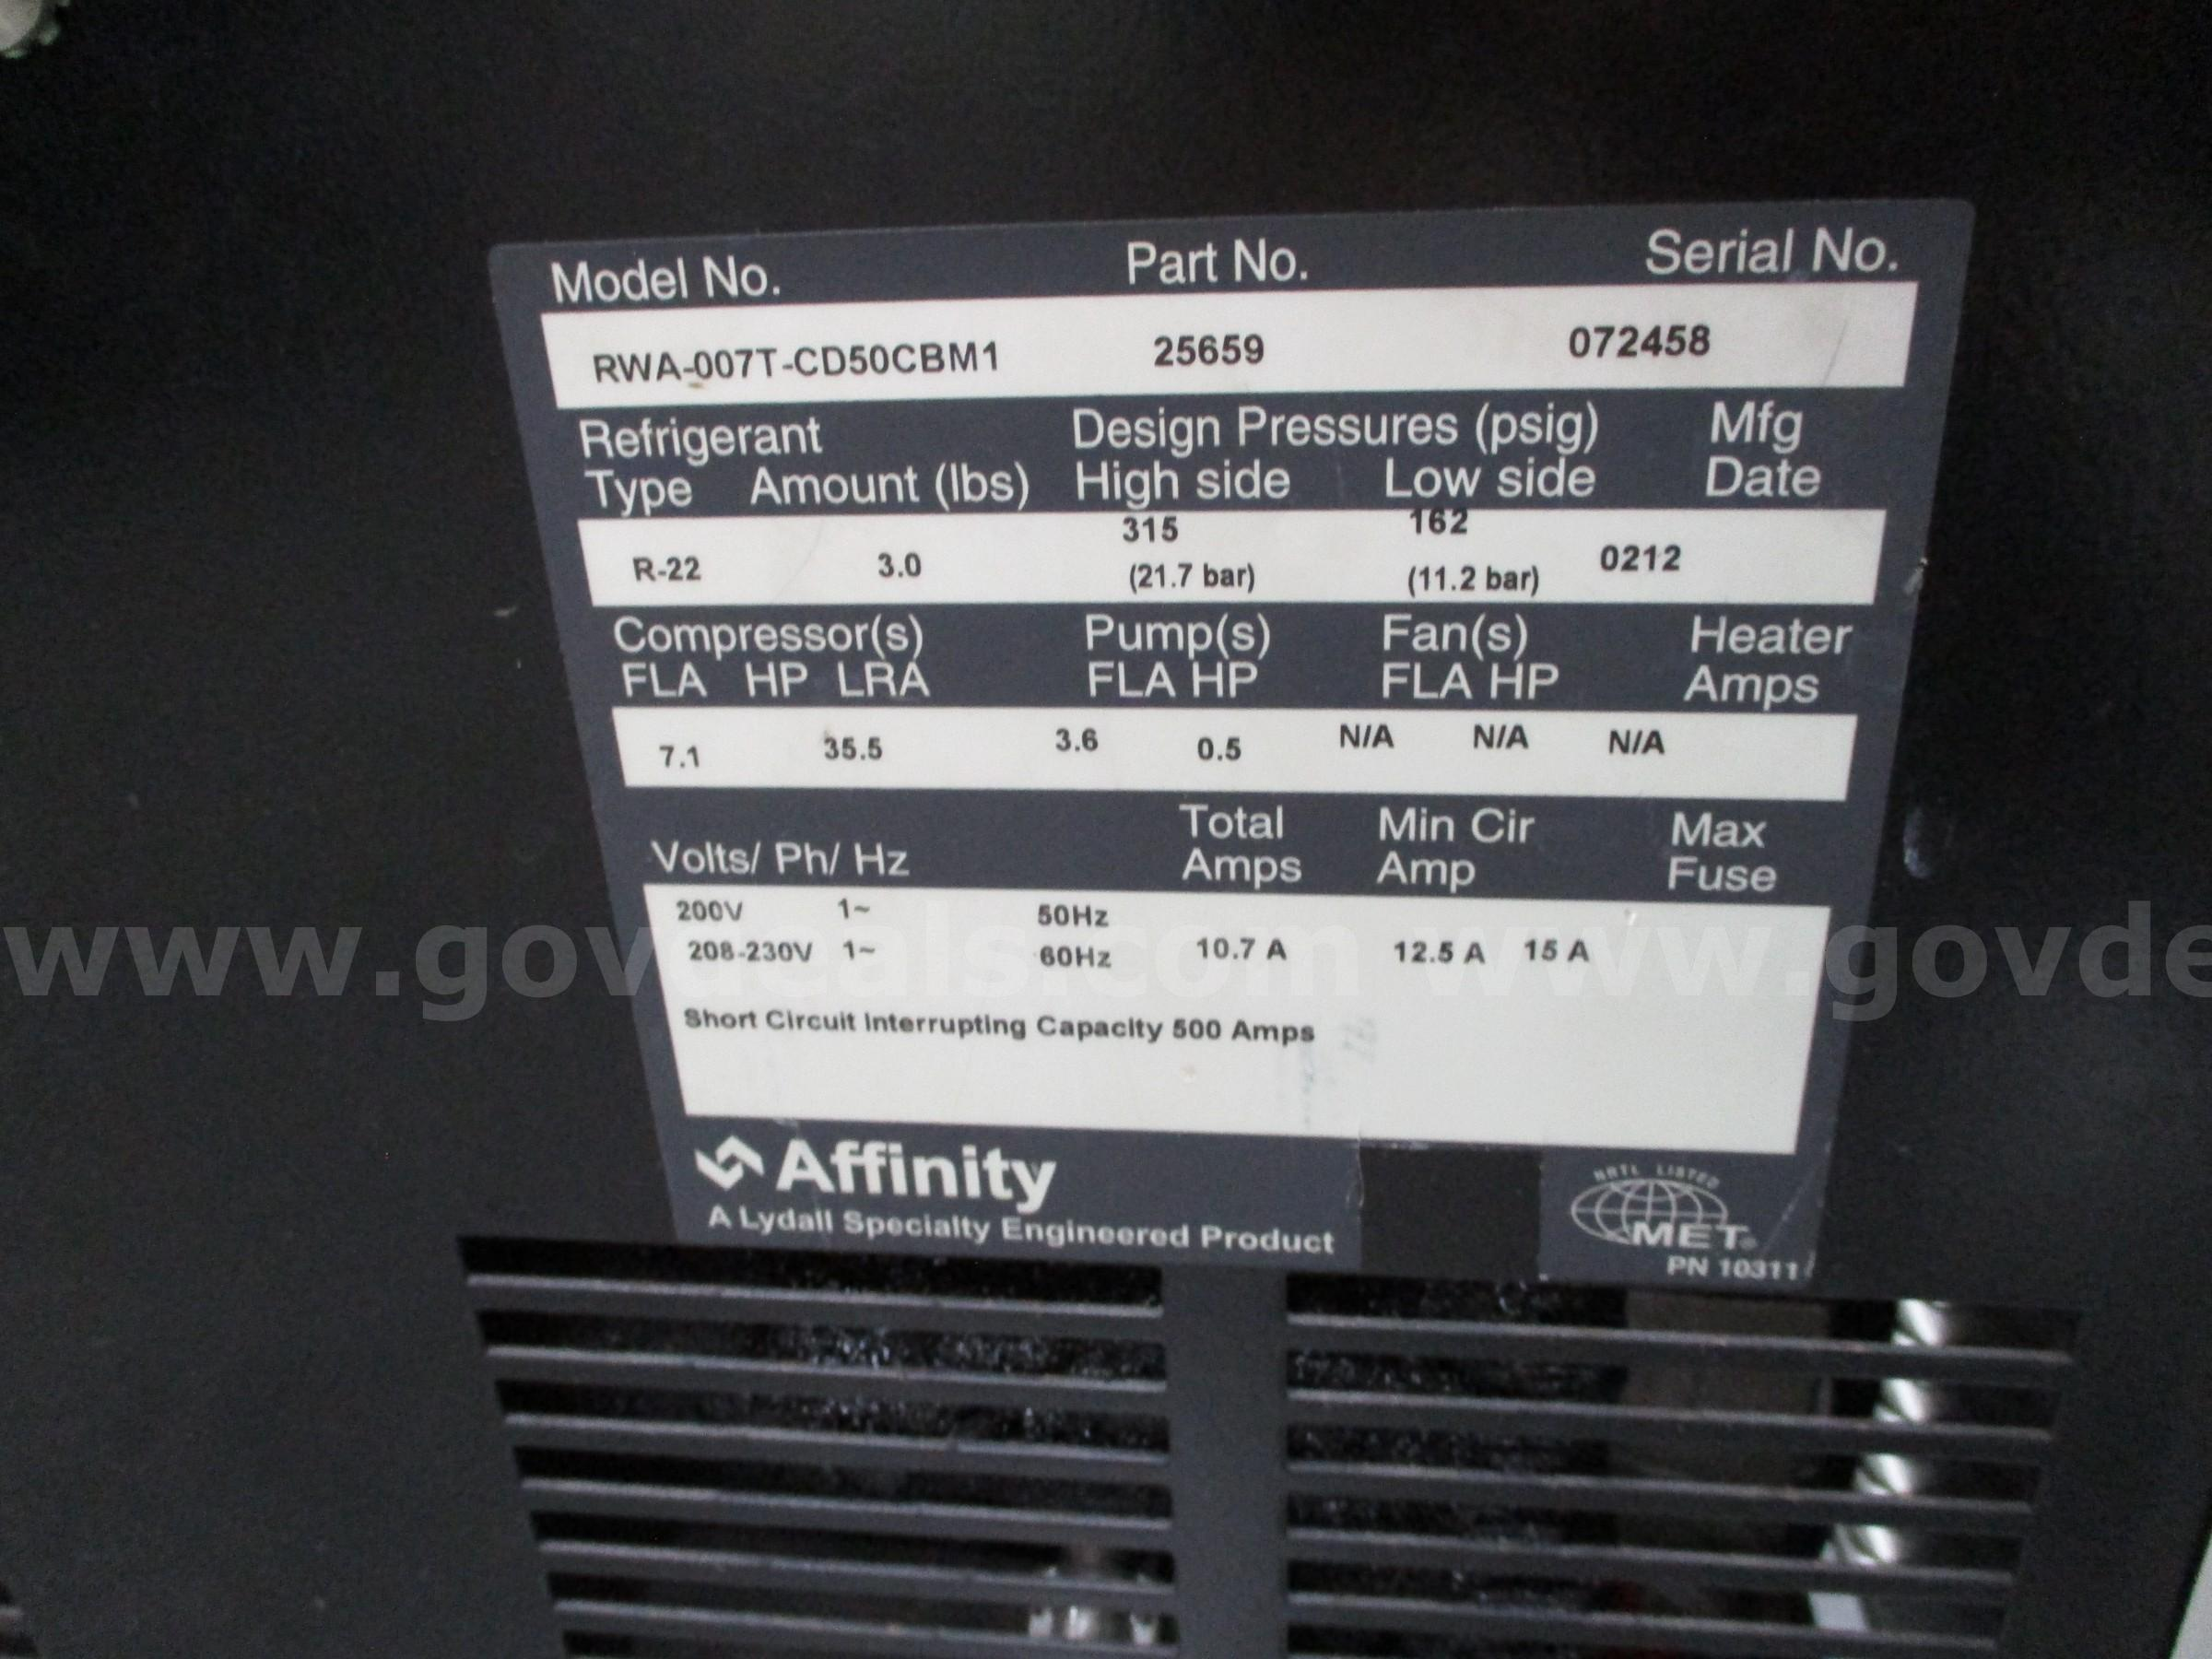 Model No. Part No. Serial No.
RWA-007T-CD50CBM1 25659 072458
Refrigerant Design Pressures (psig) Mfg
Type Amount (lbs) High side Low side Date
315 162
R-22 3.0 (21.7 bar) (11.2 bar) 0212
Compressor(s) Pump(s) Fan(s) Heater
FLA HP LRA FLA HP FLA HP Amps
7.1 35.5 3.6 0.5 N/A N/A N/A
Total Min Cir Max
Volts/ Ph/ Hz Amps Amp Fuse
200V 1~ 50Hz
208-230V 1~ 60Hz 10.7 A 12.5 A 15 A
www.govdeals.com www.govde
Short Circuit Interrupting Capacity 500 Amps
Affinity
A Lydall Specialty Engineered Product
NRTL LISTED
MET
PN 10311